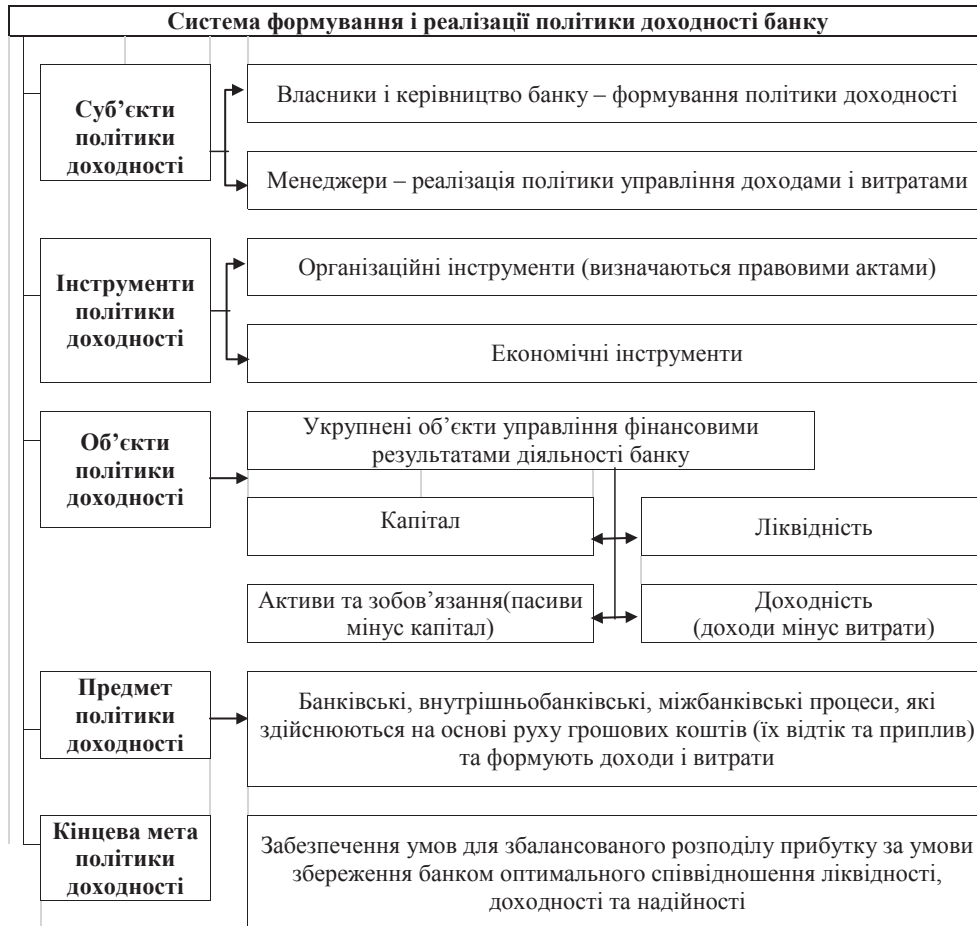 Система формування і реалізації політики доходності банку
Суб’єкти
політики
доходності
Власники і керівництво банку – формування політики доходності
Менеджери – реалізація політики управління доходами і витратами
Інструменти
політики
доходності
Організаційні інструменти (визначаються правовими актами)
Економічні інструменти
Об’єкти
політики
доходності
Укрупнені об’єкти управління фінансовими
результатами діяльності банку
Капітал
Ліквідність
Активи та зобов’язання(пасиви
мінус капітал)
Доходність
(доходи мінус витрати)
Предмет
політики
доходності
Банківські, внутрішньобанківські, міжбанківські процеси, які
здійснюються на основі руху грошових коштів (їх відтік та приплив)
та формують доходи і витрати
Кінцева мета
політики
доходності
Забезпечення умов для збалансованого розподілу прибутку за умови
збереження банком оптимального співвідношення ліквідності,
доходності та надійності